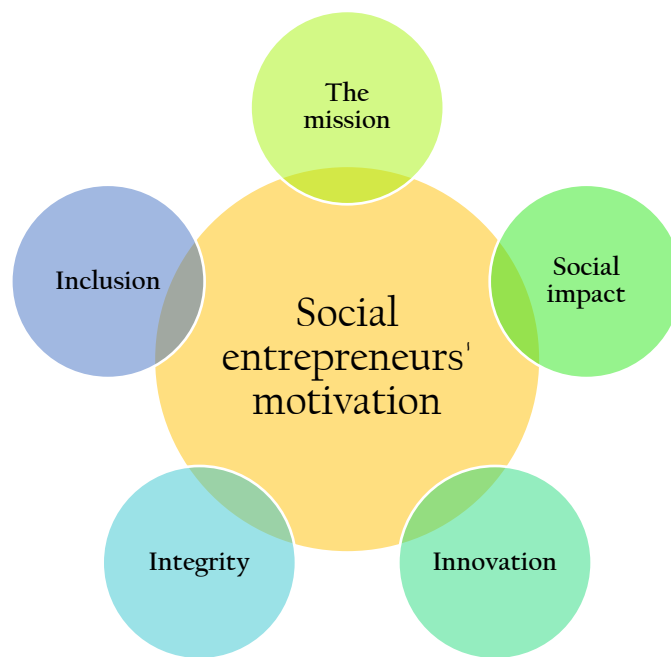 The
mission
Social
impact
Innovation
Integrity
Inclusion
Social
entrepreneurs'
motivation